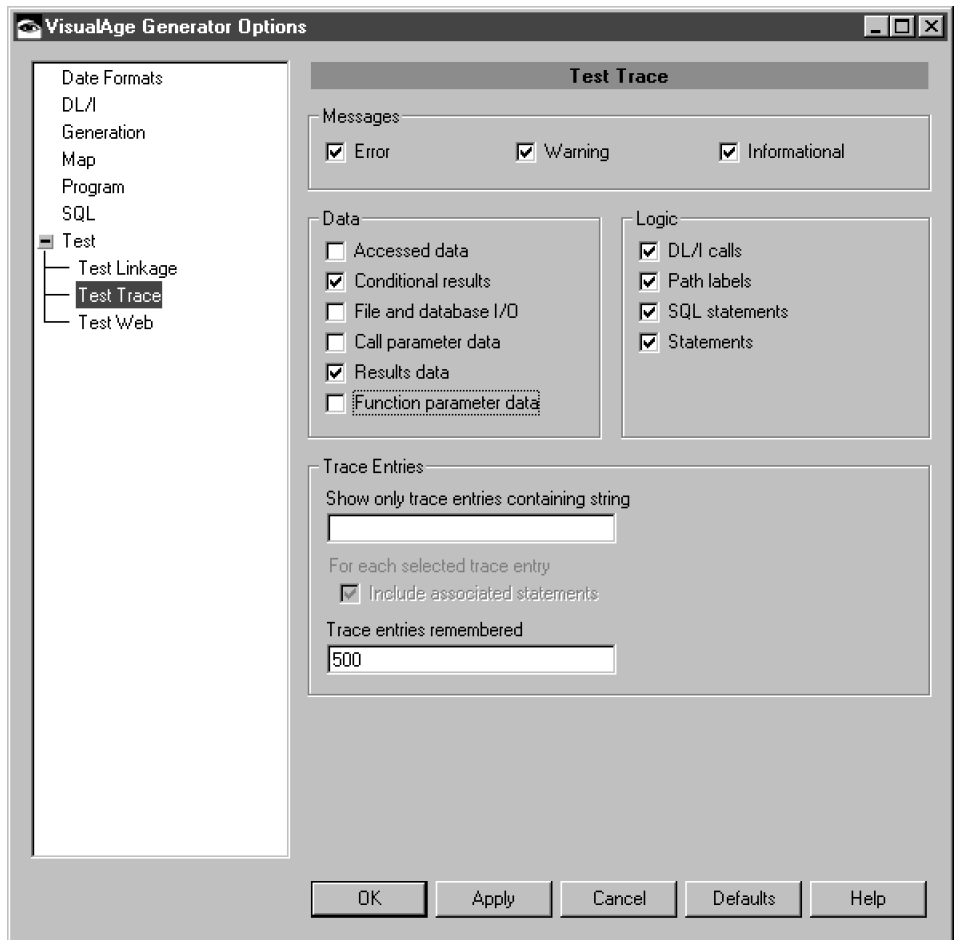 VisualAge Generator Options
Date Formats
DL/I
Generation
Map
Program
SQL
Test
Test Linkage
Test Trace
Test Web
Test Trace
Messages
Error Warning Informational
Data
Accessed data
Conditional results
File and database I/O
Call parameter data
Results data
Function parameter data
Logic
DL/I calls
Path labels
SQL statements
Statements
Trace Entries
Show only trace entries containing string
For each selected trace entry
Include associated statements
Trace entries remembered
500
OK Apply Cancel Defaults Help